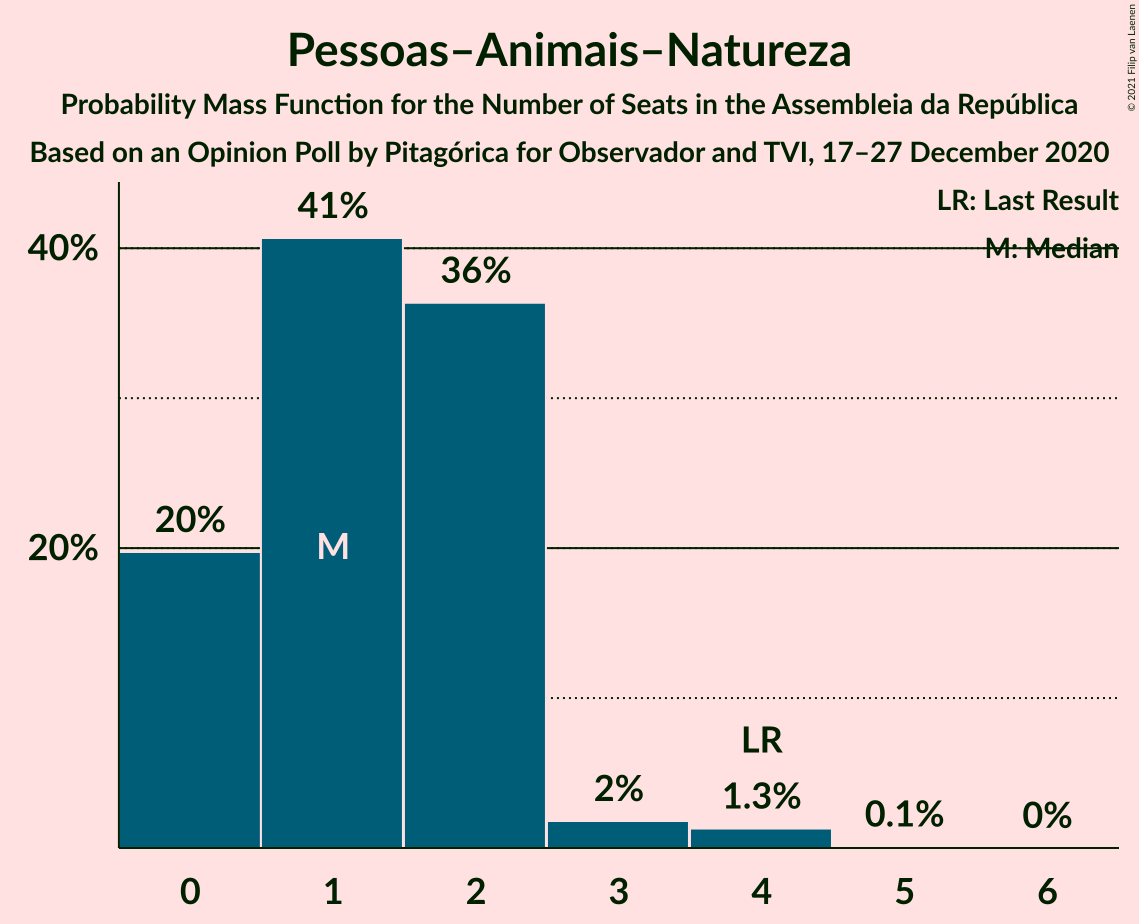 Pessoas–Animais–Natureza
Probability Mass Function for the Number of Seats in the Assembleia da República
Based on an Opinion Poll by Pitagórica for Observador and TVI, 17–27 December 2020
© 2021 Filip van Laenen
LR: Last Result
M: Median
40%
20%
20%
41%
M
36%
2%
LR
1.3%
0.1%
0%
0 1 2 3 4 5 6